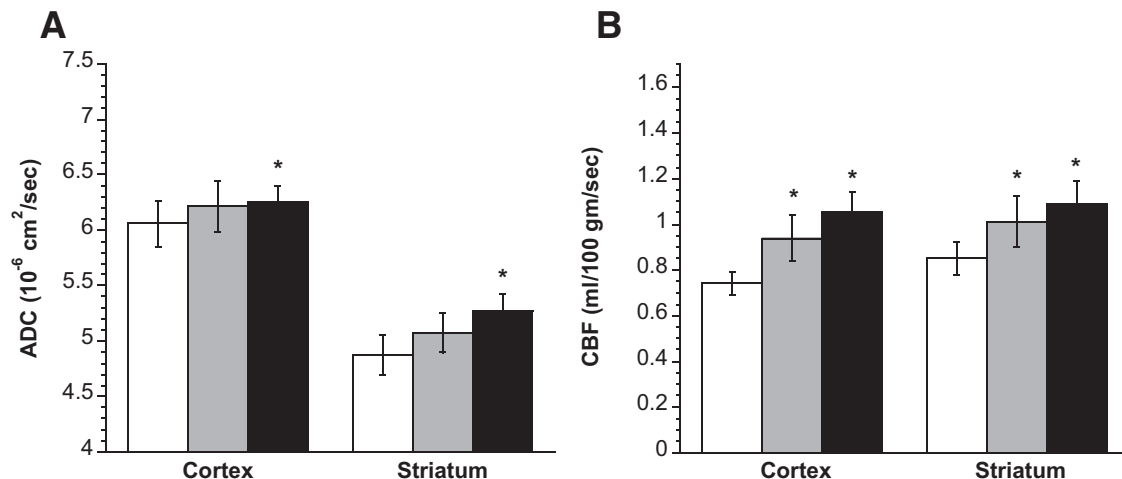 A
7.5
7
6.5
6
5.5
5
4.5
4
ADC (10⁻⁶ cm²/sec)
*
*
Cortex
Striatum
B
1.6
1.4
1.2
1
0.8
0.6
0.4
0.2
0
CBF (ml/100 gm/sec)
*
*
*
*
Cortex
Striatum